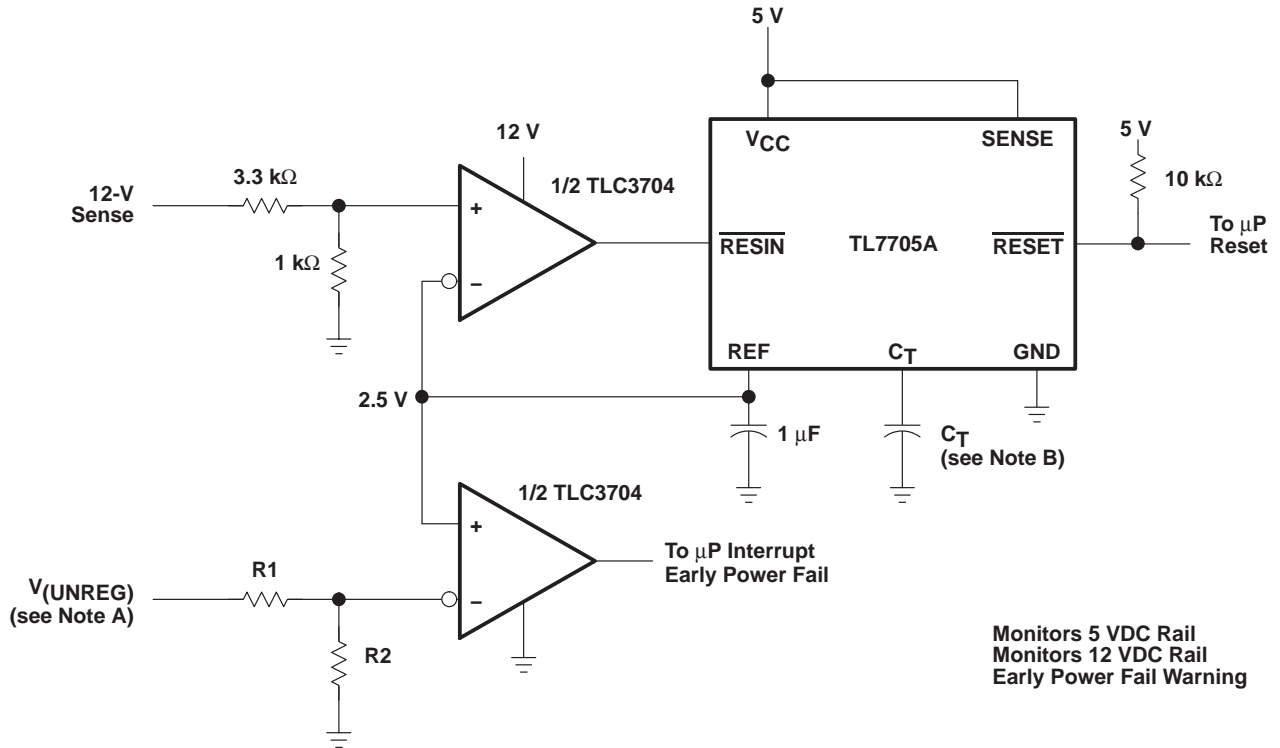 5 V
12 V
VCC
SENSE
5 V
3.3 kΩ
1/2 TLC3704
10 kΩ
12-V
Sense
+
RESIN
TL7705A
RESET
To μP
Reset
1 kΩ
−
REF
CT
GND
2.5 V
1 μF
CT
(see Note B)
1/2 TLC3704
+
To μP Interrupt
Early Power Fail
V(UNREG)
(see Note A)
R1
−
R2
Monitors 5 VDC Rail
Monitors 12 VDC Rail
Early Power Fail Warning